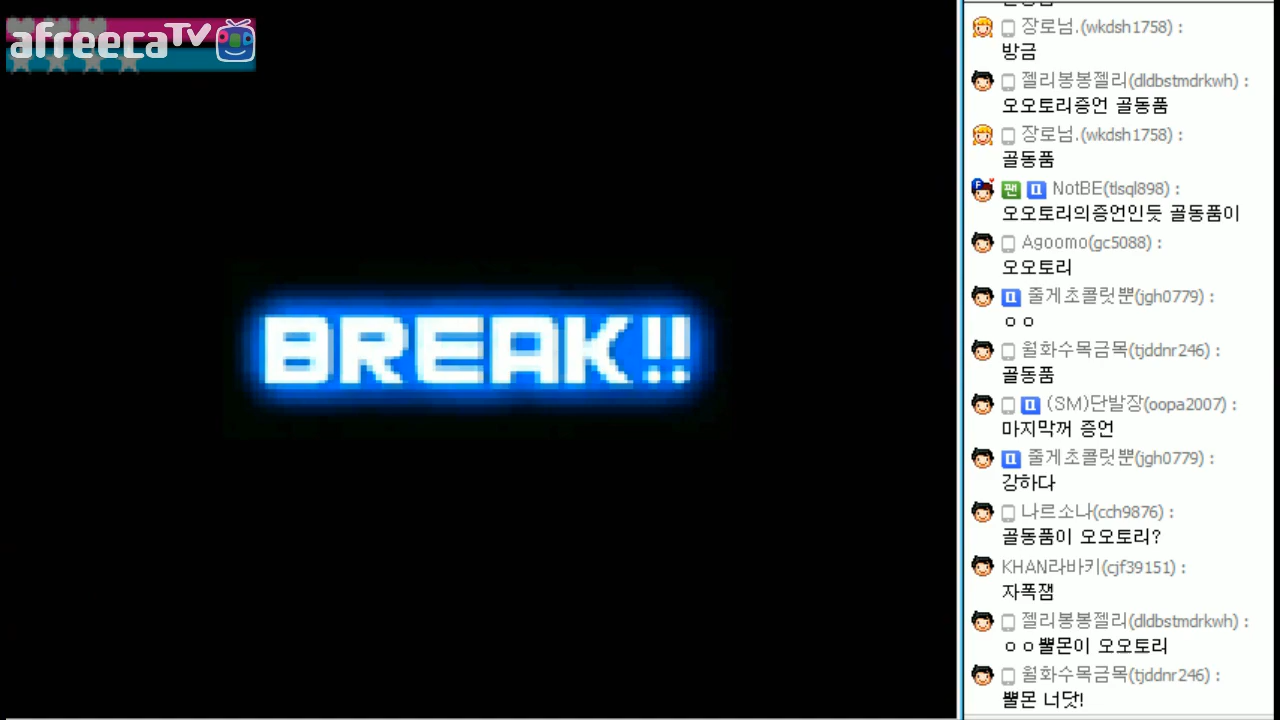 afreecaTV
BREAK!!
장로님.(wkdsh1758) :
방금
젤리봉봉젤리(dldbstmdrkwh) :
오오토리증언 골동품
장로님.(wkdsh1758) :
골동품
팬 NotBE(tlsql898) :
오오토리의증언인듯 골동품이
Agoomo(gc5088) :
오오토리
줄게초콜릿뿐(jgh0779) :
ㅇㅇ
월화수목금목(tjddnr246) :
골동품
(SM)단발장(oopa2007) :
마지막꺼 증언
줄게초콜릿뿐(jgh0779) :
강하다
나르소나(cch9876) :
골동품이 오오토리?
KHAN라바키(cjf39151) :
자폭잼
젤리봉봉젤리(dldbstmdrkwh) :
ㅇㅇ뿔몬이 오오토리
월화수목금목(tjddnr246) :
뿔몬 너닷!